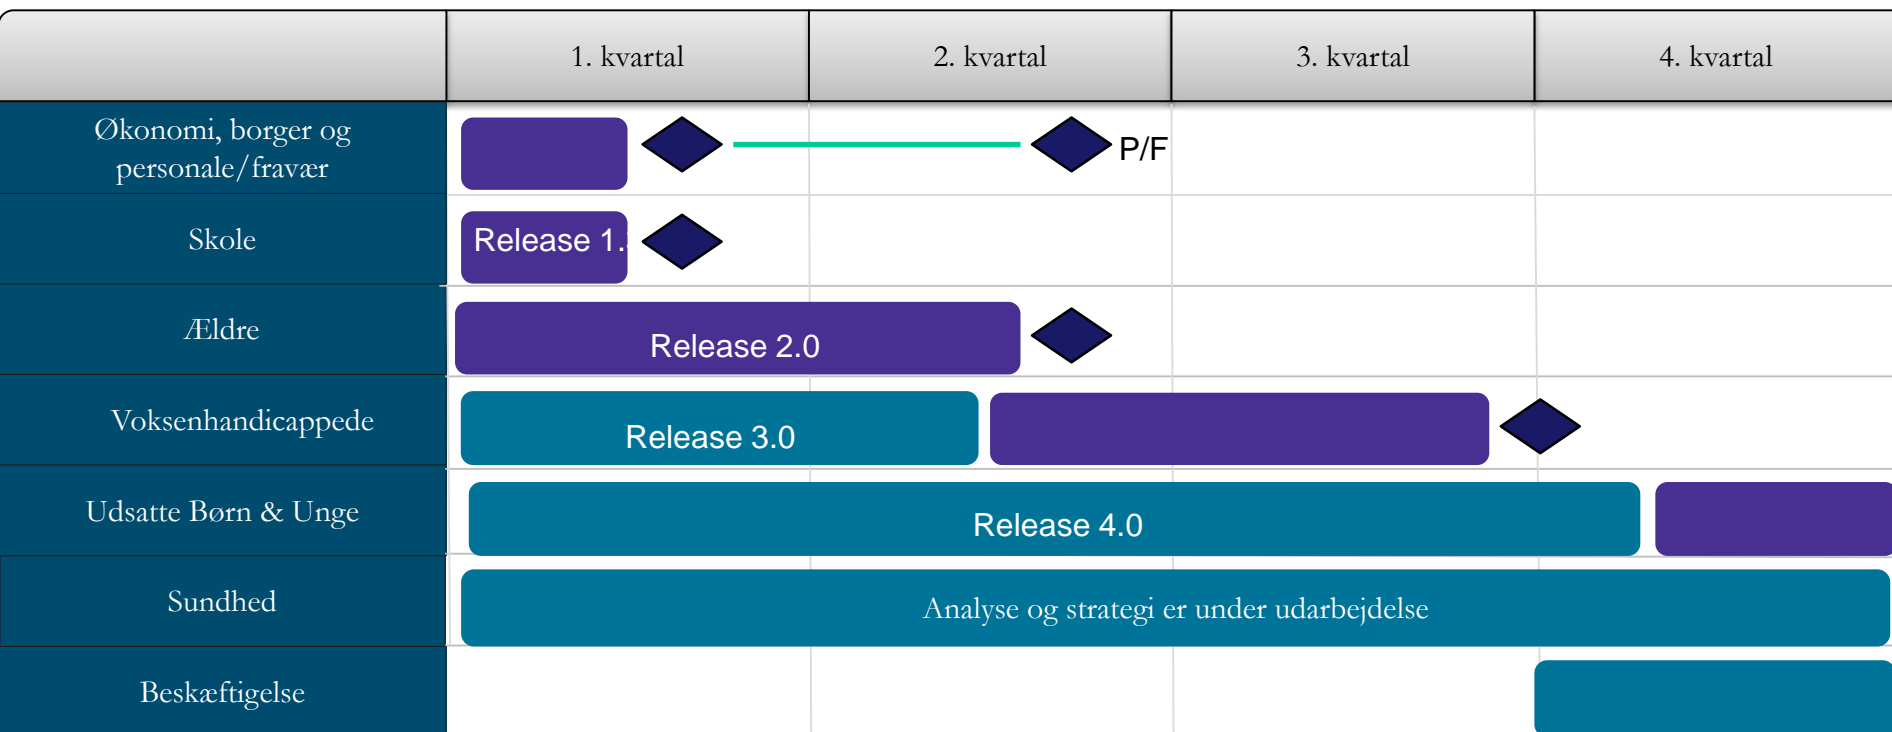 1. kvartal
2. kvartal
3. kvartal
4. kvartal
Økonomi, borger og
personale/fravær
P/F
Skole
Release 1.
Ældre
Release 2.0
Voksenhandicappede
Release 3.0
Udsatte Børn & Unge
Release 4.0
Sundhed
Analyse og strategi er under udarbejdelse
Beskæftigelse